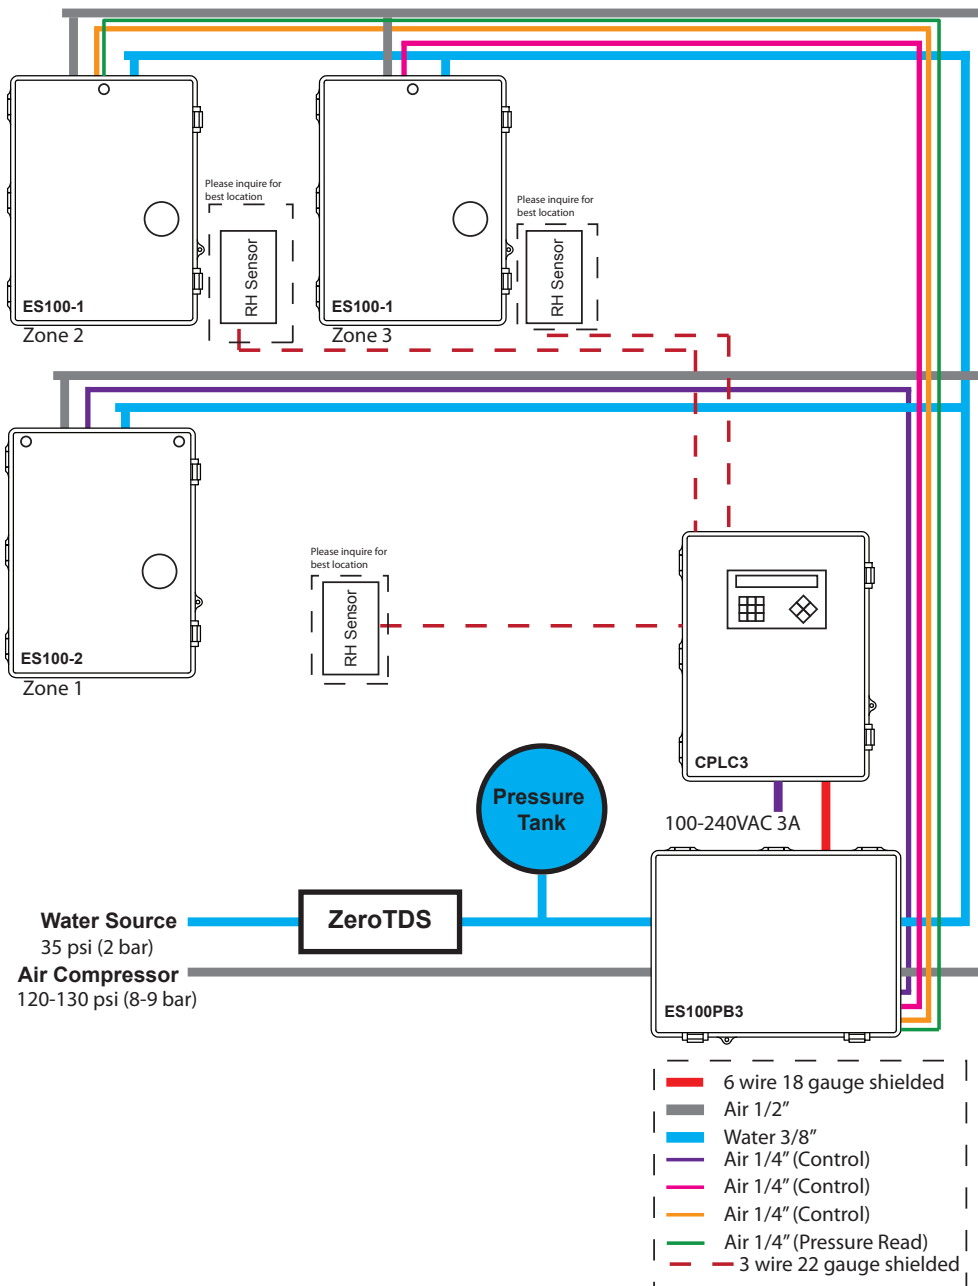 Please inquire for
best location
RH Sensor
ES100-1
Zone 2
Please inquire for
best location
RH Sensor
ES100-1
Zone 3
ES100-2
Zone 1
Please inquire for
best location
RH Sensor
CPLC3
100-240VAC 3A
Pressure
Tank
Water Source
35 psi (2 bar)
ZeroTDS
Air Compressor
120-130 psi (8-9 bar)
ES100PB3
6 wire 18 gauge shielded
Air 1/2”
Water 3/8”
Air 1/4” (Control)
Air 1/4” (Control)
Air 1/4” (Control)
Air 1/4” (Pressure Read)
3 wire 22 gauge shielded